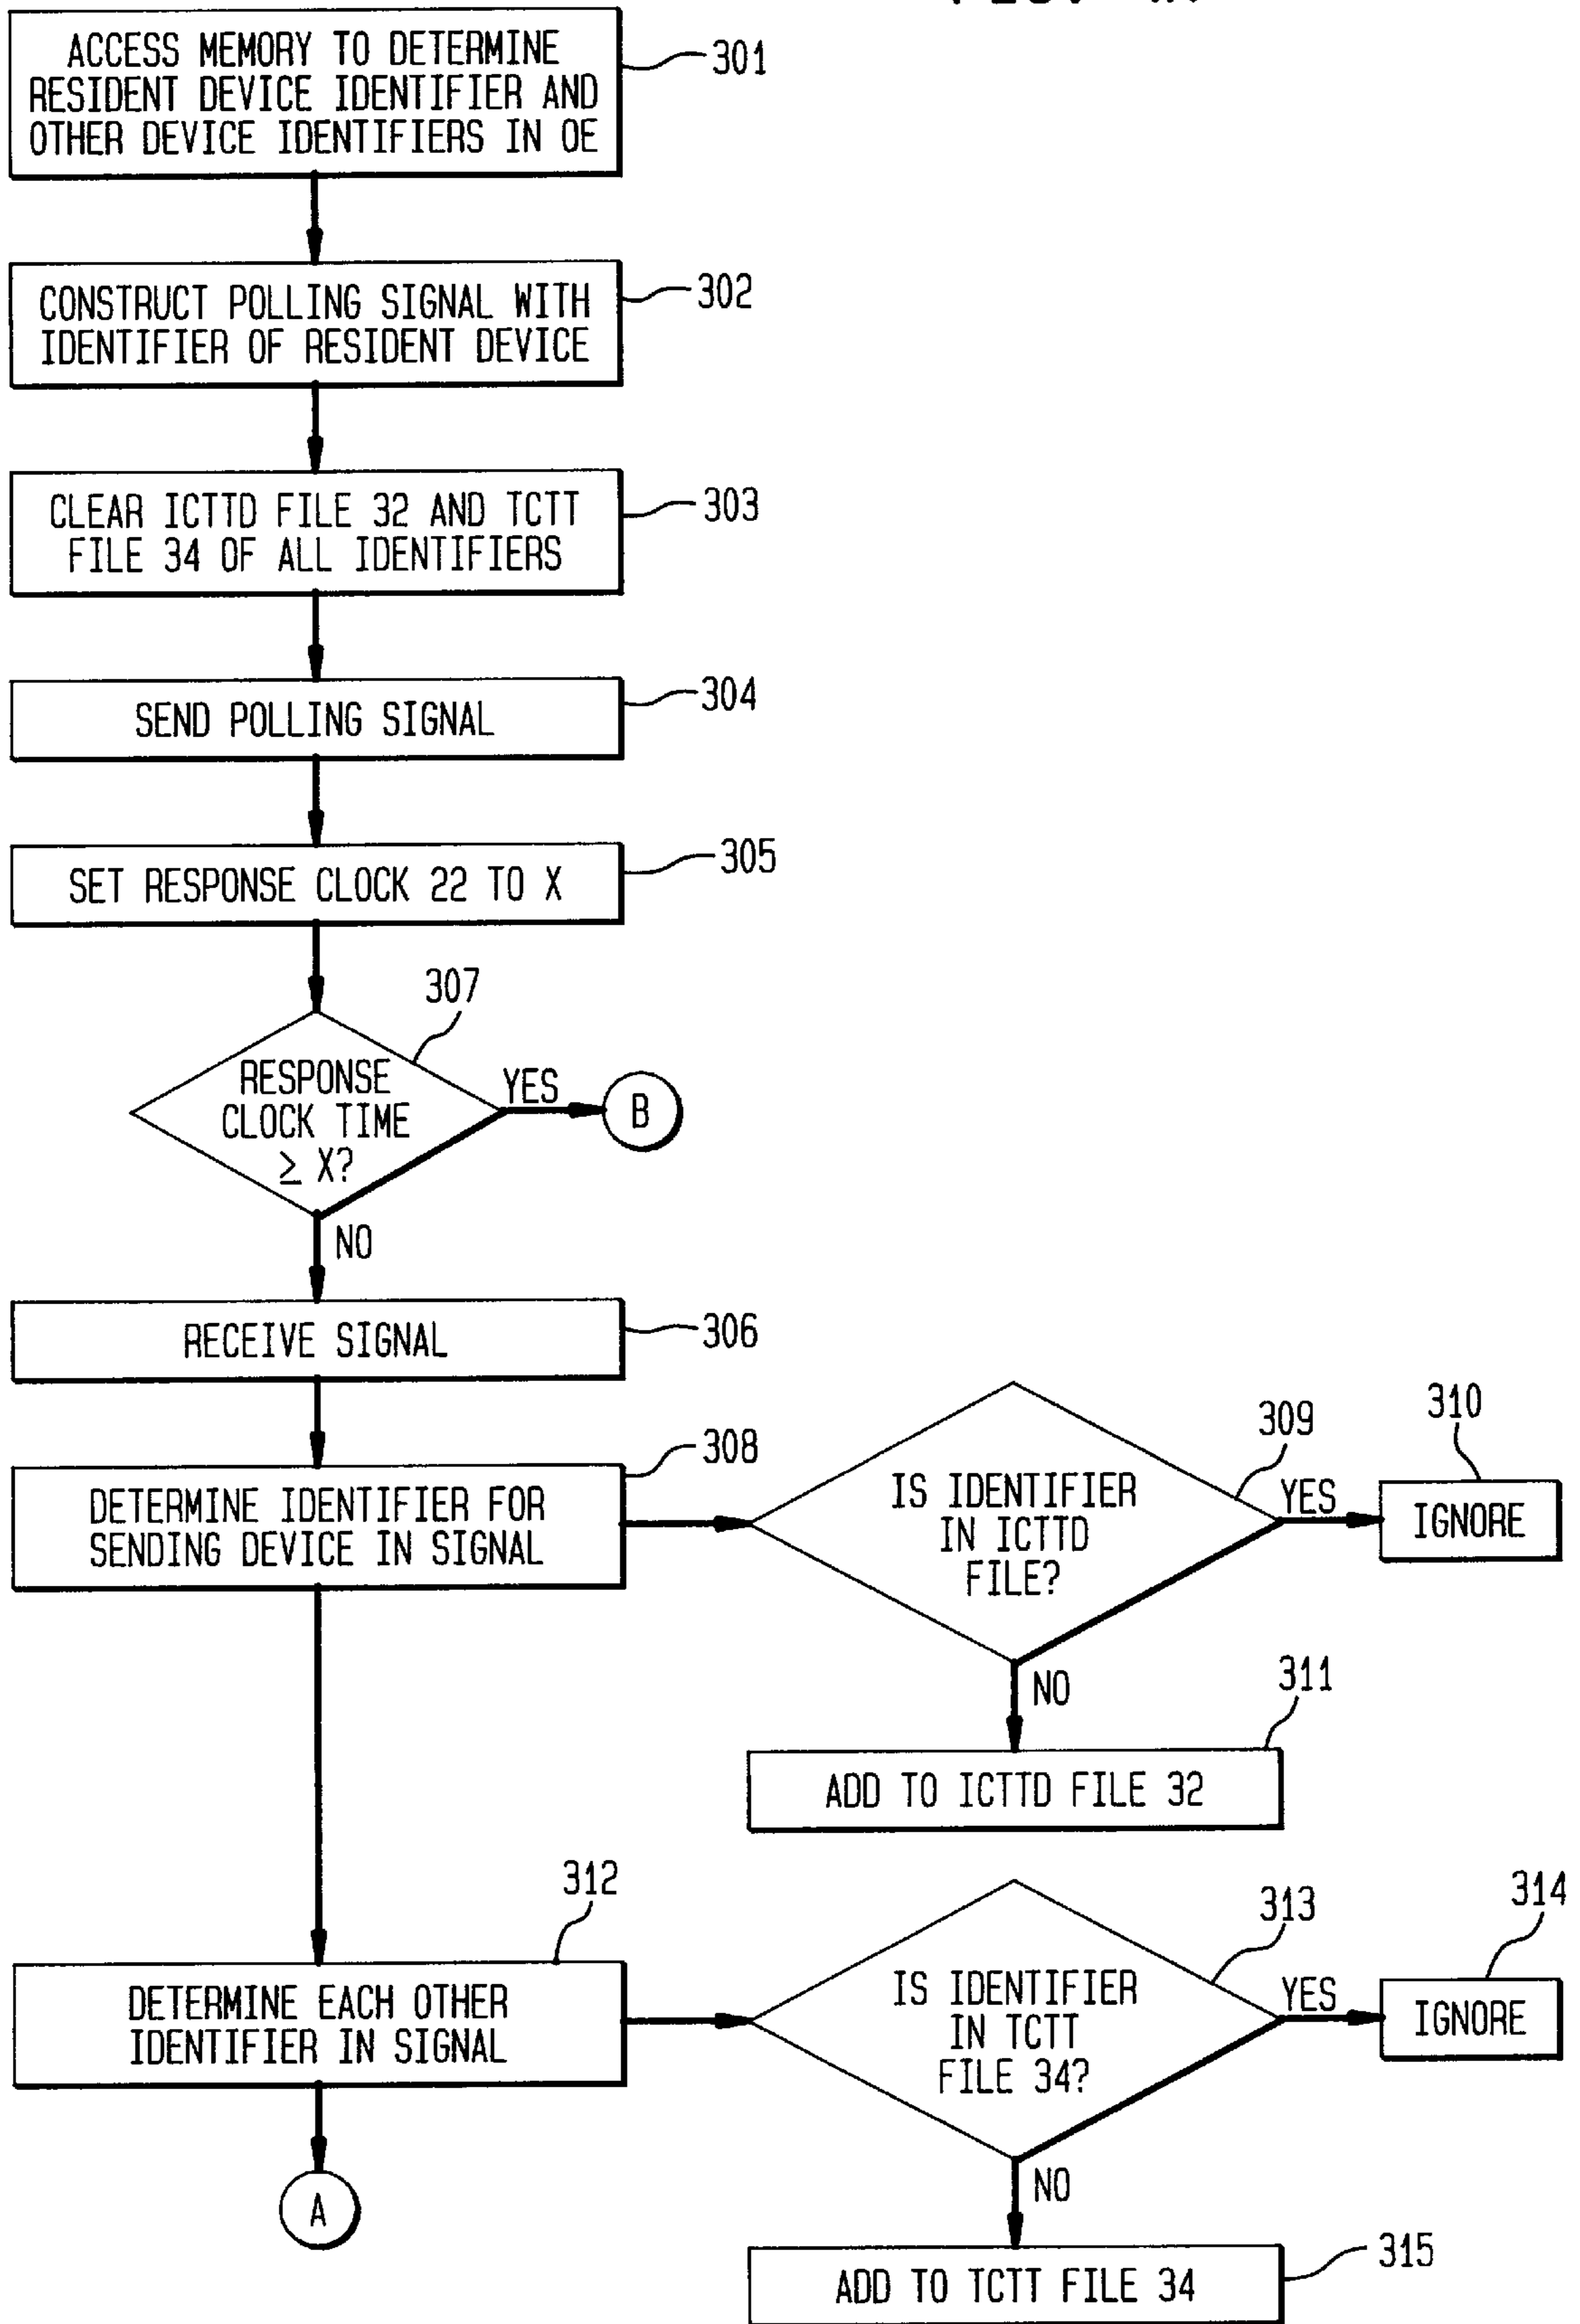 ACCESS MEMORY TO DETERMINE
RESIDENT DEVICE IDENTIFIER AND
OTHER DEVICE IDENTIFIERS IN OE
301
CONSTRUCT POLLING SIGNAL WITH
IDENTIFIER OF RESIDENT DEVICE
302
CLEAR ICTTD FILE 32 AND TCTT
FILE 34 OF ALL IDENTIFIERS
303
SEND POLLING SIGNAL
304
SET RESPONSE CLOCK 22 TO X
305
307
RESPONSE
CLOCK TIME
≥ X?
YES
B
NO
RECEIVE SIGNAL
306
DETERMINE IDENTIFIER FOR
SENDING DEVICE IN SIGNAL
308
IS IDENTIFIER
IN ICTTD
FILE?
309
YES
310
IGNORE
NO
311
ADD TO ICTTD FILE 32
312
DETERMINE EACH OTHER
IDENTIFIER IN SIGNAL
IS IDENTIFIER
IN TCTT
FILE 34?
313
YES
314
IGNORE
NO
A
ADD TO TCTT FILE 34
315